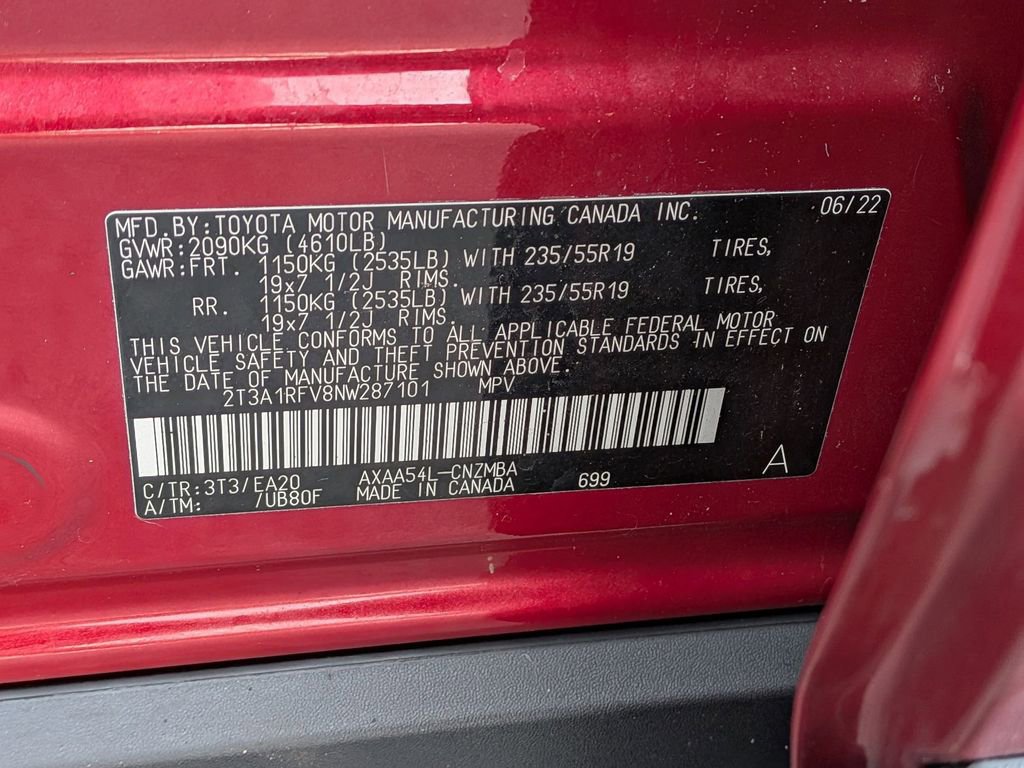 MFD. BY: TOYOTA MOTOR MANUFACTURING CANADA INC. 06/22
GVWR: 2090KG (4610LB)
GAWR: FRT. 1150KG (2535LB) WITH 235/55R19 TIRES,
19x7 1/2J RIMS.
RR. 1150KG (2535LB) WITH 235/55R19 TIRES,
19x7 1/2J RIMS.
THIS VEHICLE CONFORMS TO ALL APPLICABLE FEDERAL MOTOR
VEHICLE SAFETY AND THEFT PREVENTION STANDARDS IN EFFECT ON
THE DATE OF MANUFACTURE SHOWN ABOVE.
2T3A1RFV8NW287101 MPV
C/TR: 3T3/EA20 AXAA54L-CNZMBA 699 A
A/TM: /UB80F MADE IN CANADA